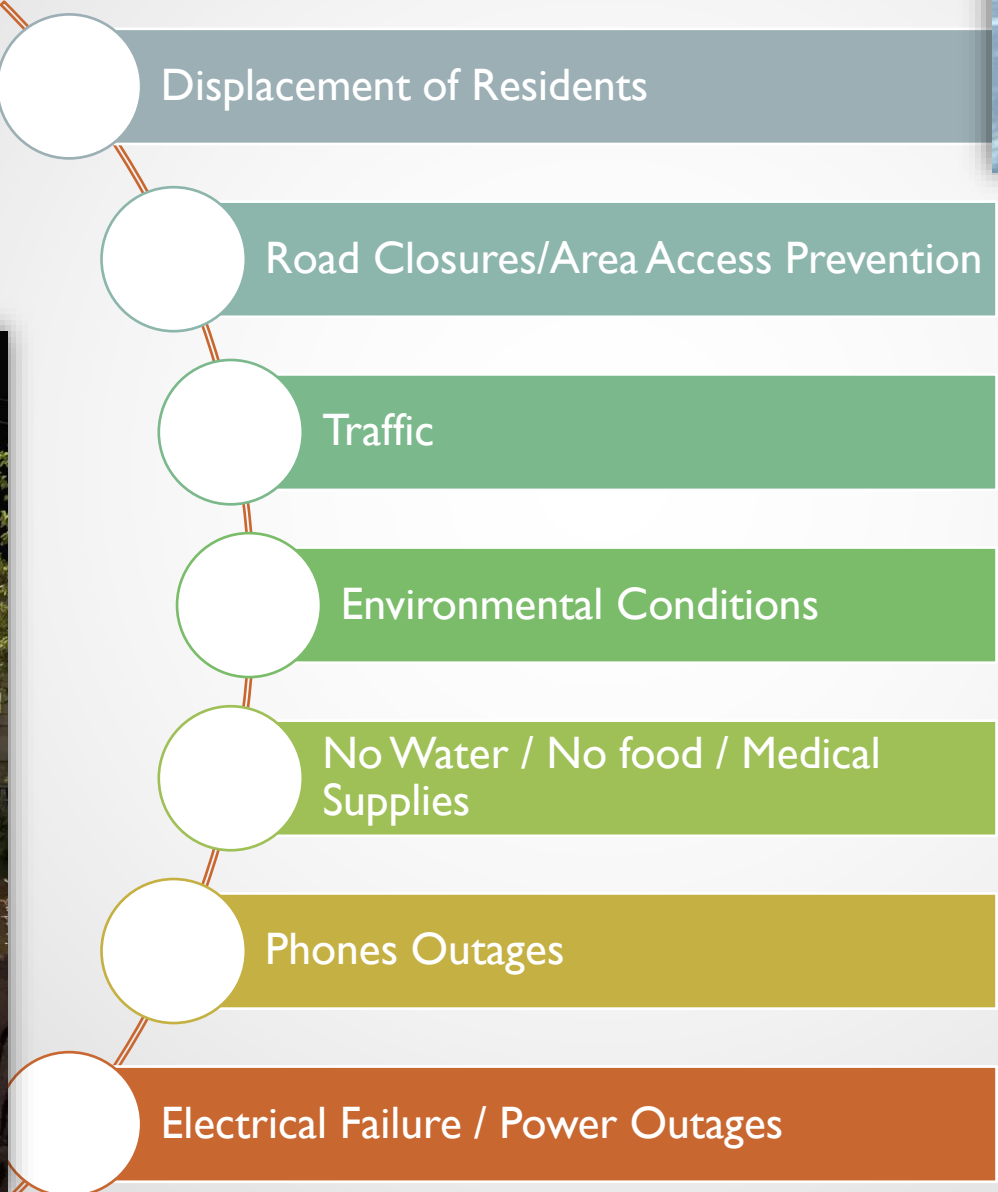 Displacement of Residents
Road Closures/Area Access Prevention
Traffic
Environmental Conditions
No Water / No food / Medical
Supplies
Phones Outages
Electrical Failure / Power Outages